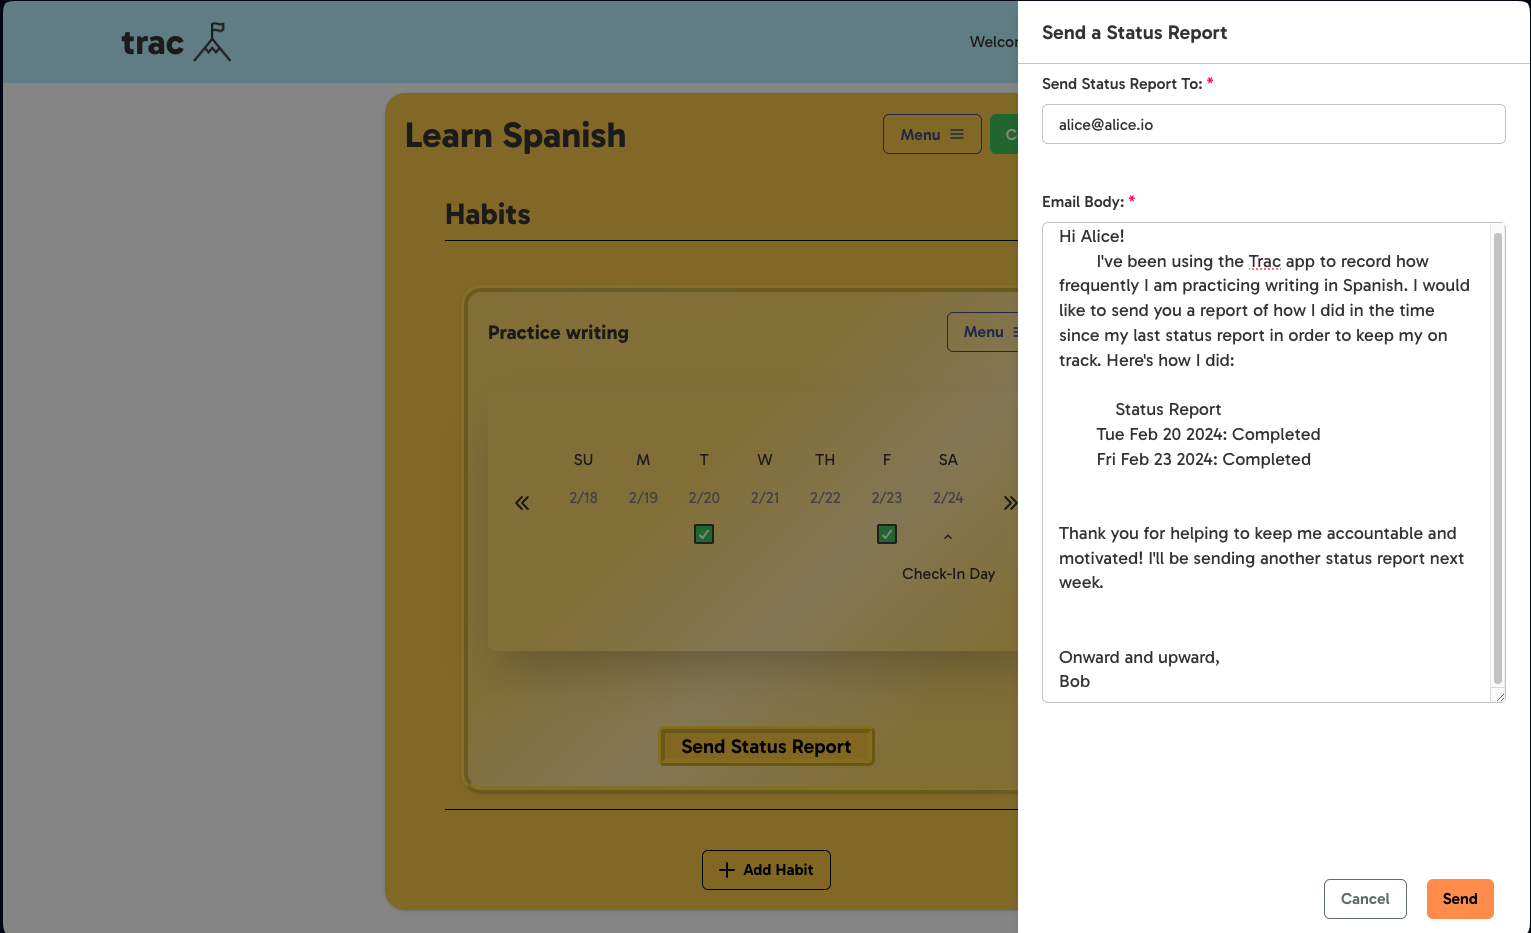 trac
Welcom
Learn Spanish
Menu
C
Habits
Practice writing
Menu
SU M T W TH F SA
2/18 2/19 2/20 2/21 2/22 2/23 2/24
Check-In Day
Send Status Report
Add Habit
Send a Status Report
Send Status Report To: *
alice@alice.io
Email Body: *
Hi Alice!
I've been using the Trac app to record how
frequently I am practicing writing in Spanish. I would
like to send you a report of how I did in the time
since my last status report in order to keep my on
track. Here's how I did:
Status Report
Tue Feb 20 2024: Completed
Fri Feb 23 2024: Completed
Thank you for helping to keep me accountable and
motivated! I'll be sending another status report next
week.
Onward and upward,
Bob
Cancel
Send